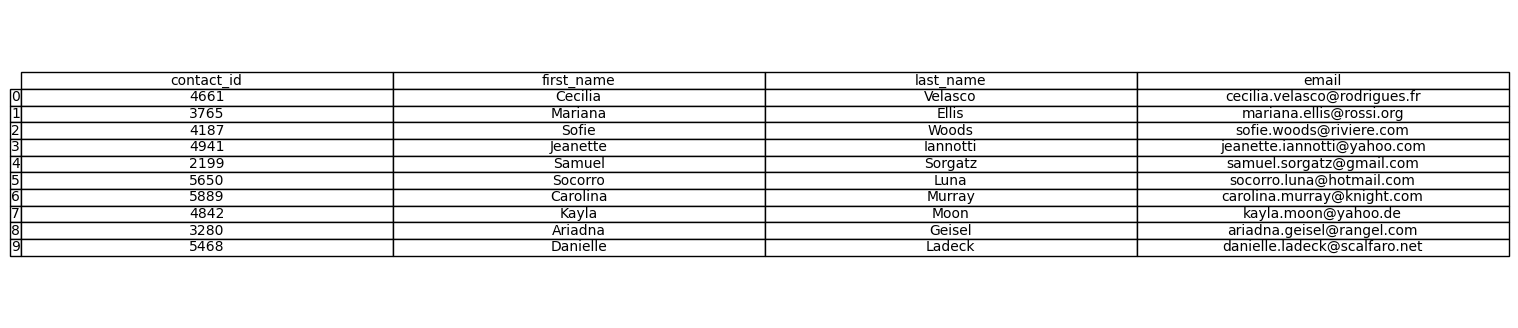 contact_id first_name last_name email
0 4661 Cecilia Velasco cecilia.velasco@rodrigues.fr
1 3765 Mariana Ellis mariana.ellis@rossi.org
2 4187 Sofie Woods sofie.woods@riviere.com
3 4941 Jeanette Iannotti jeanette.iannotti@yahoo.com
4 2199 Samuel Sorgatz samuel.sorgatz@gmail.com
5 5650 Socorro Luna socorro.luna@hotmail.com
6 5889 Carolina Murray carolina.murray@knight.com
7 4842 Kayla Moon kayla.moon@yahoo.de
8 3280 Ariadna Geisel ariadna.geisel@rangel.com
9 5468 Danielle Ladeck danielle.ladeck@scalfaro.net